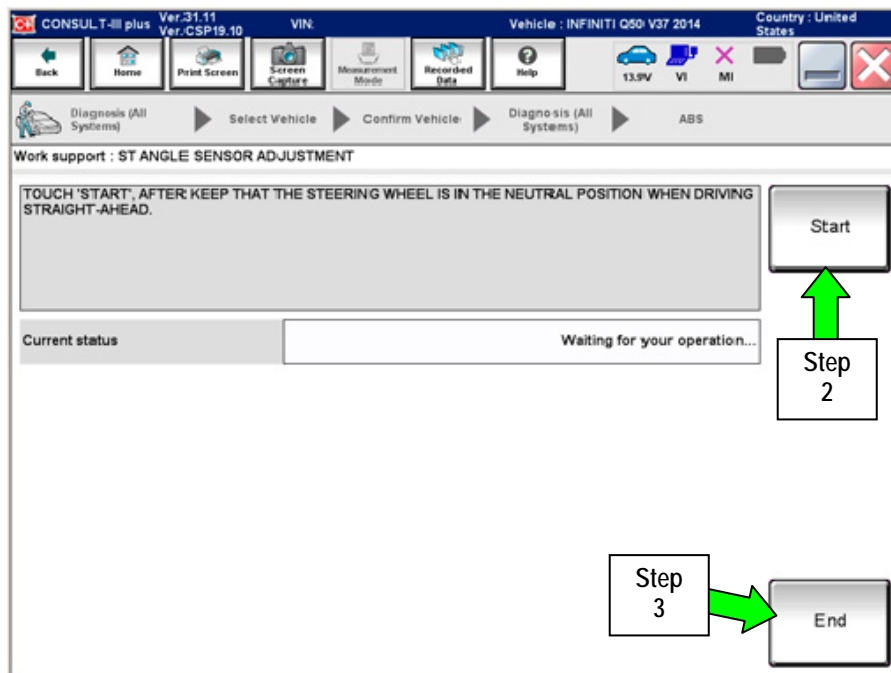 CONSULT-III plus
Ver.31.11
Ver.CSP19.10
VIN:
Vehicle : INFINITI Q50 V37 2014
Country : United
States
Back
Home
Print Screen
Screen
Capture
Measurement
Mode
Recorded
Data
Help
13.9V
VI
MI
Diagnosis (All
Systems)
Select Vehicle
Confirm Vehicle
Diagnosis (All
Systems)
ABS
Work support : ST ANGLE SENSOR ADJUSTMENT
TOUCH 'START', AFTER KEEP THAT THE STEERING WHEEL IS IN THE NEUTRAL POSITION WHEN DRIVING
STRAIGHT-AHEAD.
Start
Current status
Waiting for your operation...
Step
2
Step
3
End